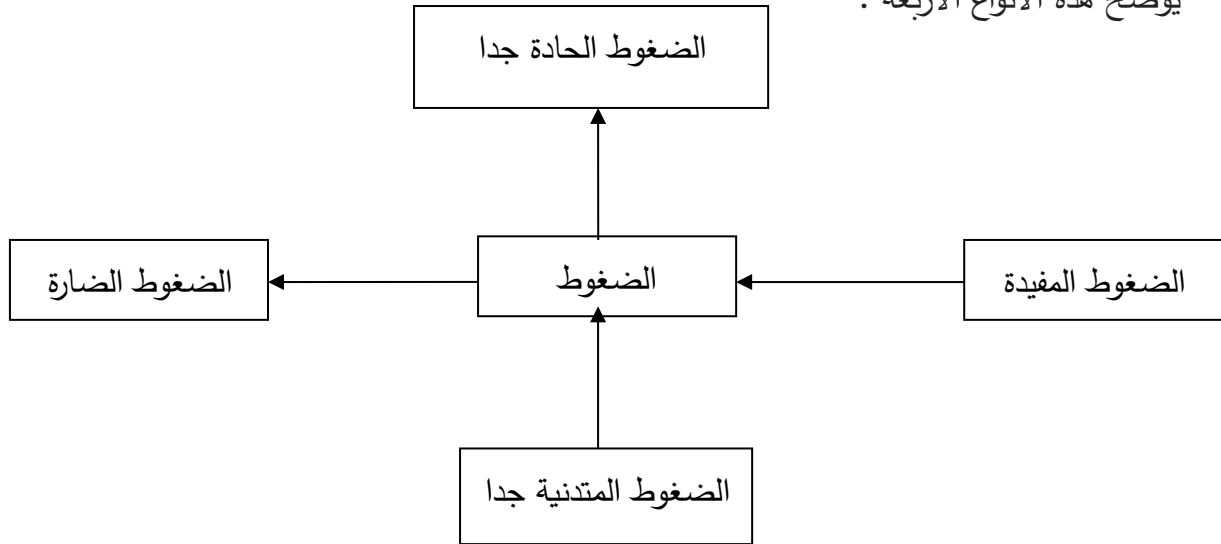 يوضح هذه الأنواع الأربعة :
الضغوط الحادة جدا
الضغوط المفيدة
الضغوط
الضغوط الضارة
الضغوط المتدنية جدا